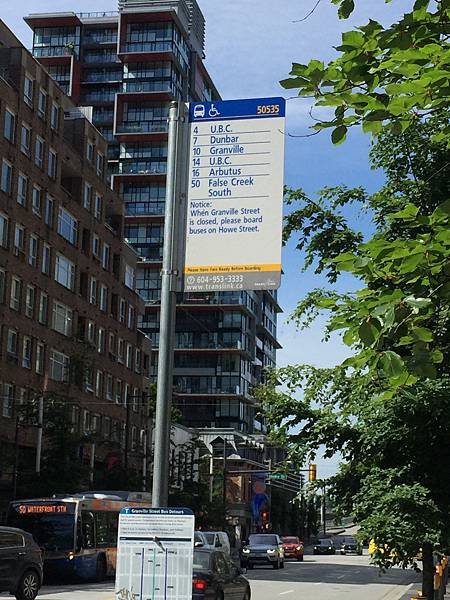 50535
4 U.B.C.
7 Dunbar
10 Granville
14 U.B.C.
16 Arbutus
50 False Creek
South
Notice:
When Granville Street
is closed, please board
buses on Howe Street.
Please Have Fare Ready Before Boarding
604-953-3333
www.translink.ca
50 WATERFRONT STN
Granville Street Bus Detours